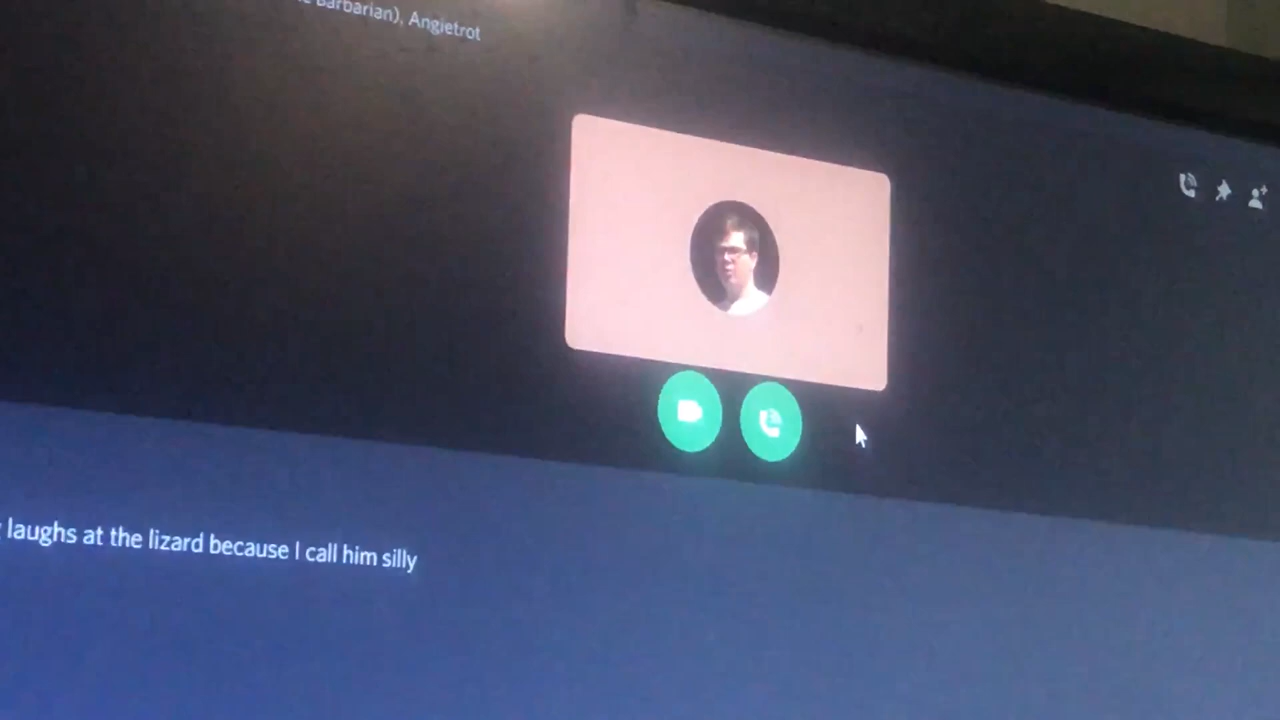 Barbarian), Angietrot
laughs at the lizard because I call him silly